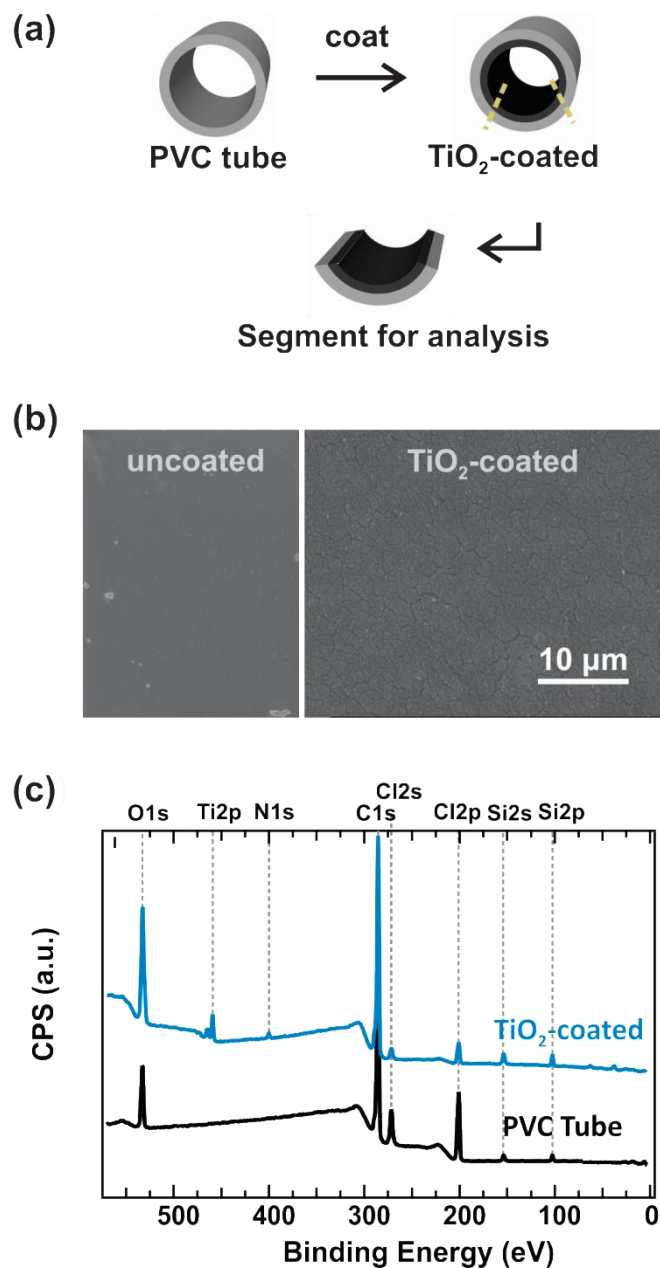 (a)
coat
PVC tube
TiO₂-coated
Segment for analysis
(b)
uncoated
TiO₂-coated
10 µm
(c)
Cl2s
O1s Ti2p N1s C1s Cl2p Si2s Si2p
CPS (a.u.)
TiO₂-coated
PVC Tube
500 400 300 200 100 0
Binding Energy (eV)